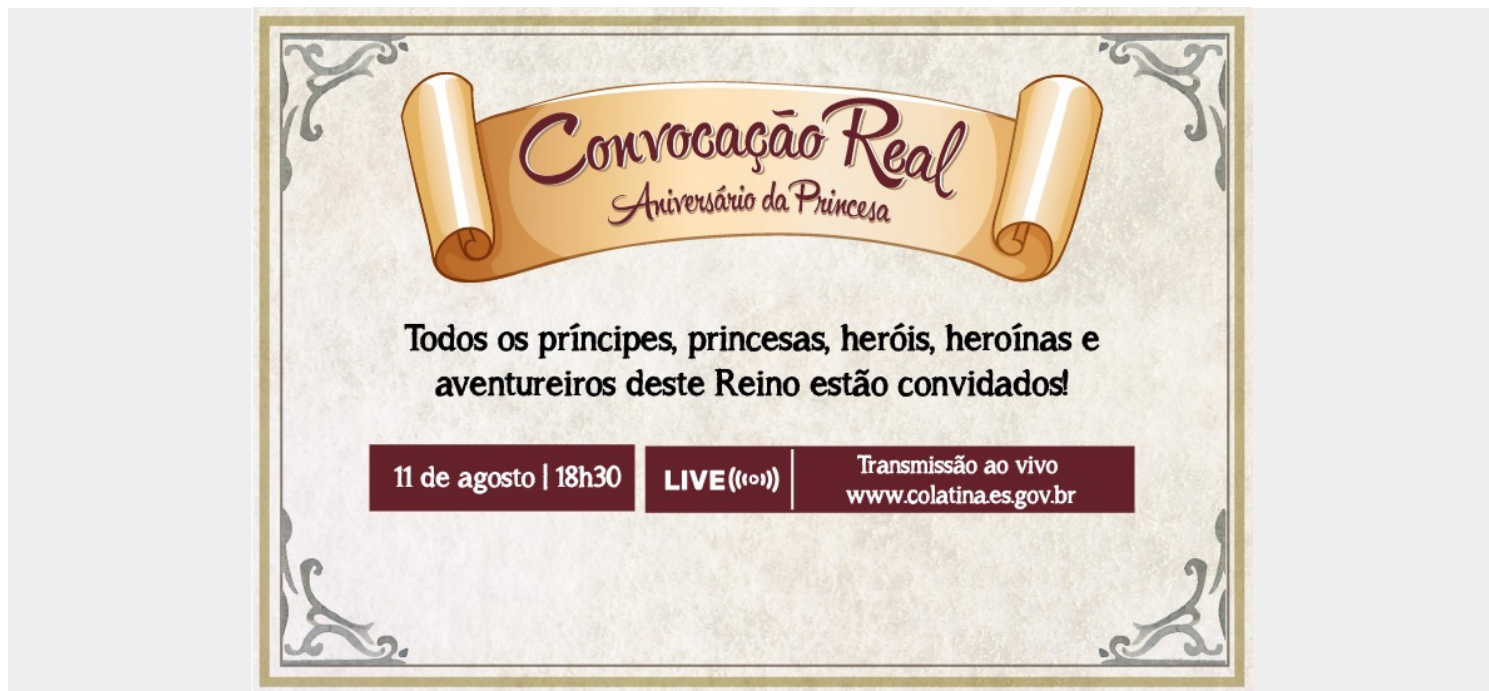 Convocação Real
Aniversário da Princesa
Todos os príncipes, princesas, heróis, heroínas e
aventureiros deste Reino estão convidados!
11 de agosto | 18h30
LIVE
Transmissão ao vivo
www.colatina.es.gov.br